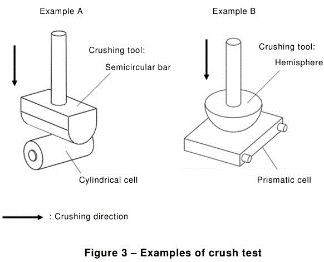 Example A
Example B
Crushing tool:
Semicircular bar
Crushing tool:
Hemisphere
Cylindrical cell
Prismatic cell
: Crushing direction
Figure 3 – Examples of crush test